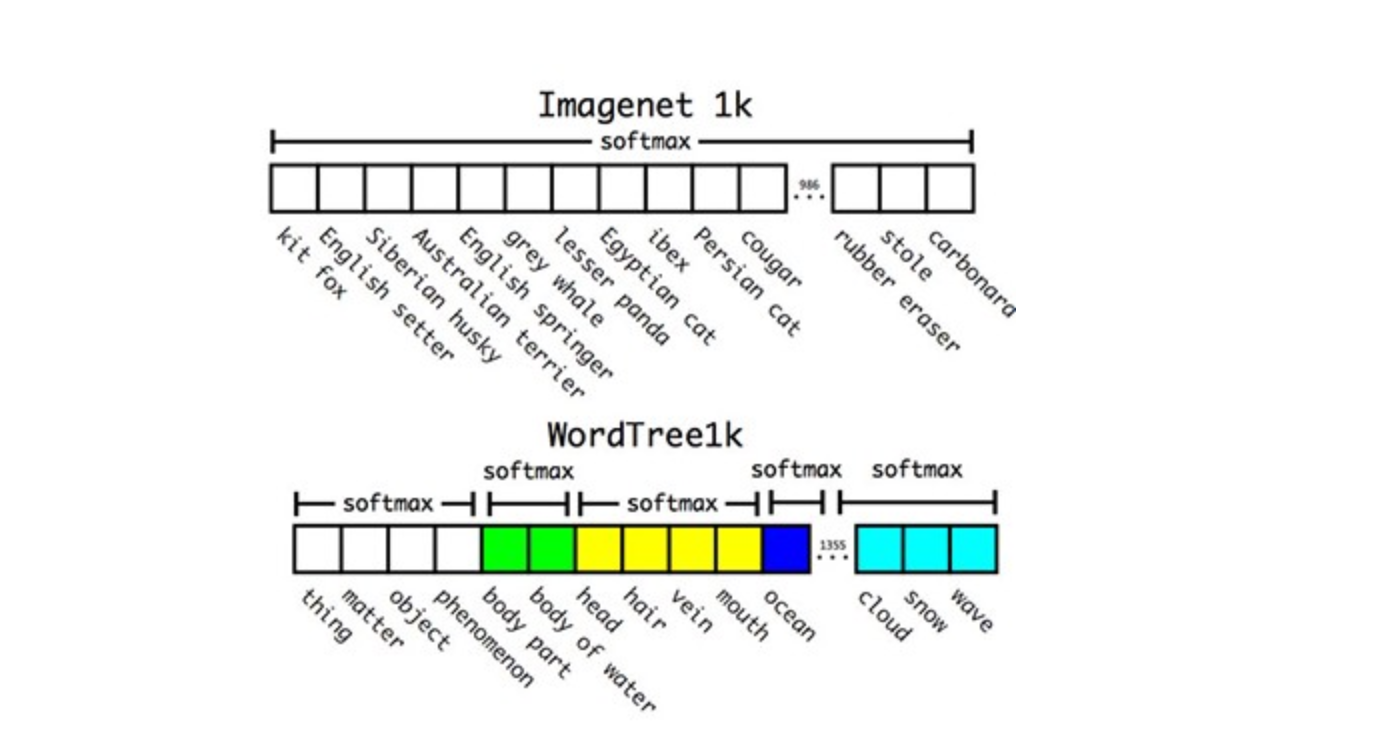 Imagenet 1k
softmax
986
...
kit fox
English setter
Siberian husky
Australian terrier
English springer
grey whale
lesser panda
Egyptian cat
ibex
Persian cat
cougar
rubber eraser
stole
carbonara
WordTree1k
softmax
softmax
softmax
softmax
softmax
1355
...
thing
matter
object
phenomenon
body part
body of water
head
hair
vein
mouth
ocean
cloud
snow
wave